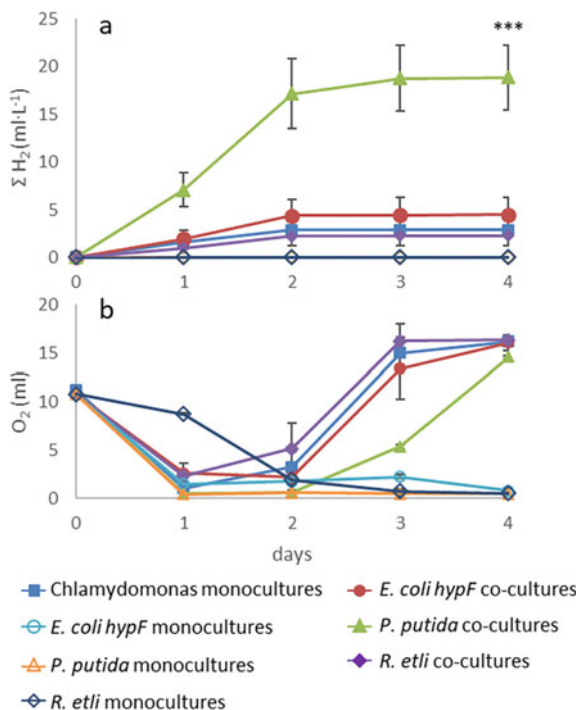 a
***
Σ H₂ (ml·L⁻¹)
25
20
15
10
5
0
0 1 2 3 4
b
O₂ (ml)
20
15
10
5
0
0 1 2 3 4
days
Chlamydomonas monocultures
E. coli hypF co-cultures
E. coli hypF monocultures
P. putida co-cultures
P. putida monocultures
R. etli co-cultures
R. etli monocultures